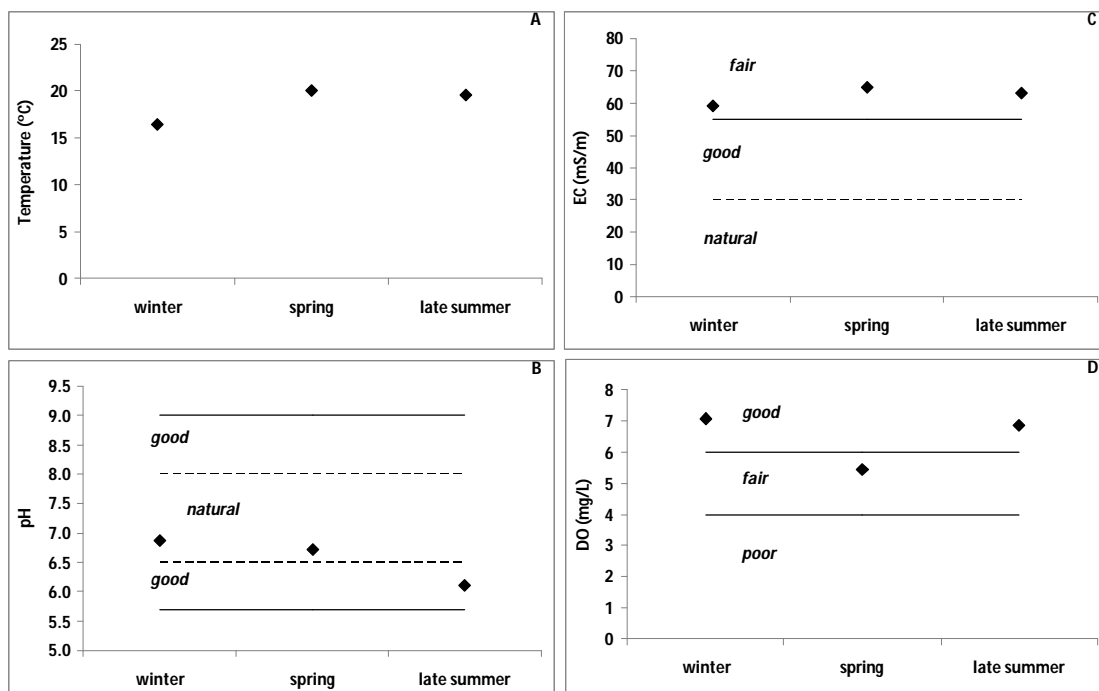 A
25
20
15
10
5
0
Temperature (°C)
winter spring late summer
C
80
70
60
50
40
30
20
10
0
EC (mS/m)
fair
good
natural
winter spring late summer
B
9.5
9.0
8.5
8.0
7.5
7.0
6.5
6.0
5.5
5.0
pH
good
natural
good
winter spring late summer
D
8
7
6
5
4
3
2
1
0
DO (mg/L)
good
fair
poor
winter spring late summer